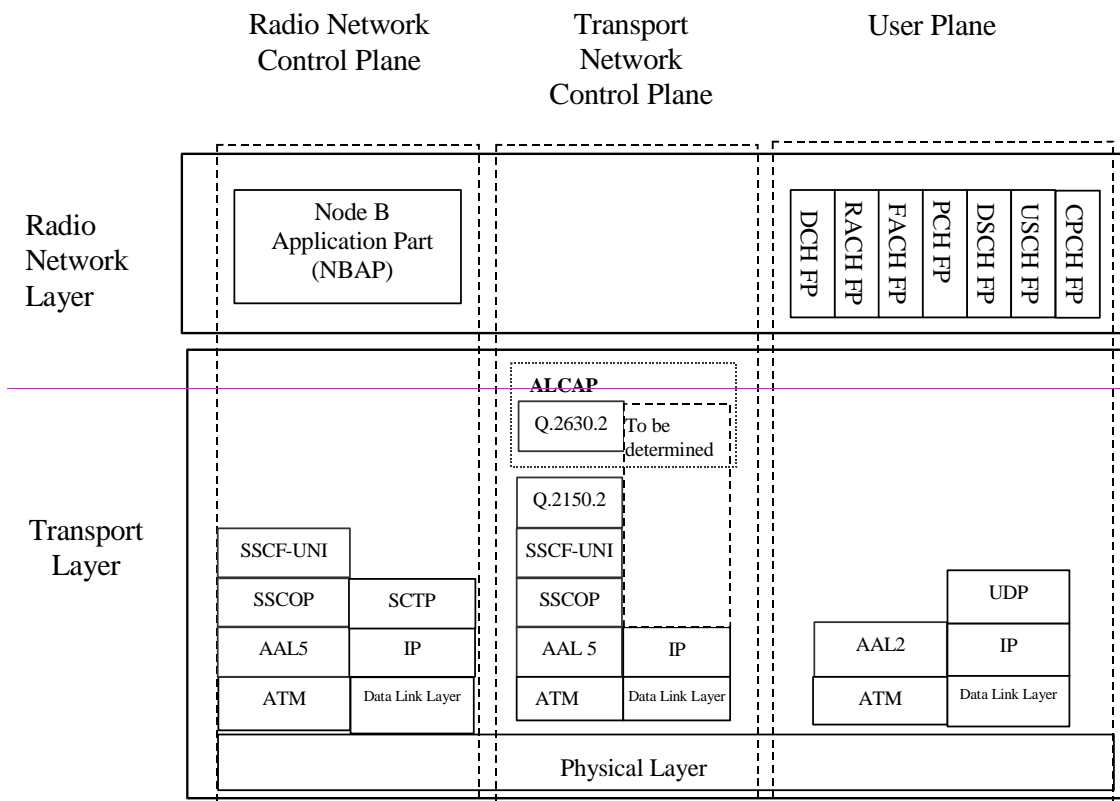 Radio Network
Control Plane
Transport
Network
Control Plane
User Plane
Radio
Network
Layer
Node B
Application Part
(NBAP)
DCH FP
RACH FP
FACH FP
PCH FP
DSCH FP
USCH FP
CPCH FP
Transport
Layer
ALCAP
Q.2630.2
To be
determined
Q.2150.2
SSCF-UNI
SSCF-UNI
SSCOP
SCTP
SSCOP
UDP
AAL5
IP
AAL 5
IP
AAL2
IP
ATM
Data Link Layer
ATM
Data Link Layer
ATM
Data Link Layer
Physical Layer